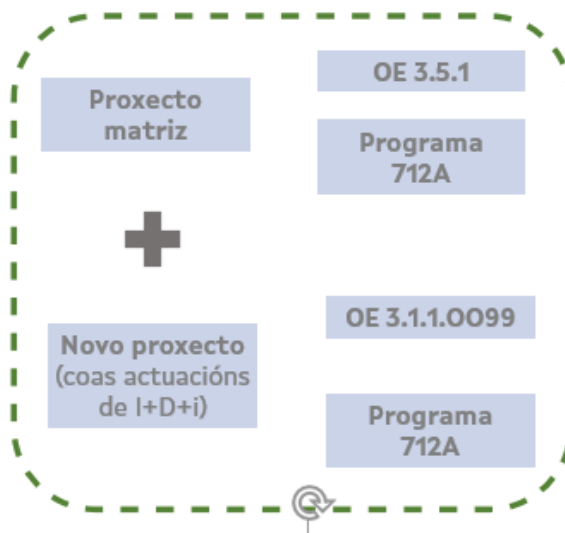 Proxecto
matriz
OE 3.5.1
Programa
712A
Novo proxecto
(coas actuacións
de I+D+i)
OE 3.1.1.OO99
Programa
712A